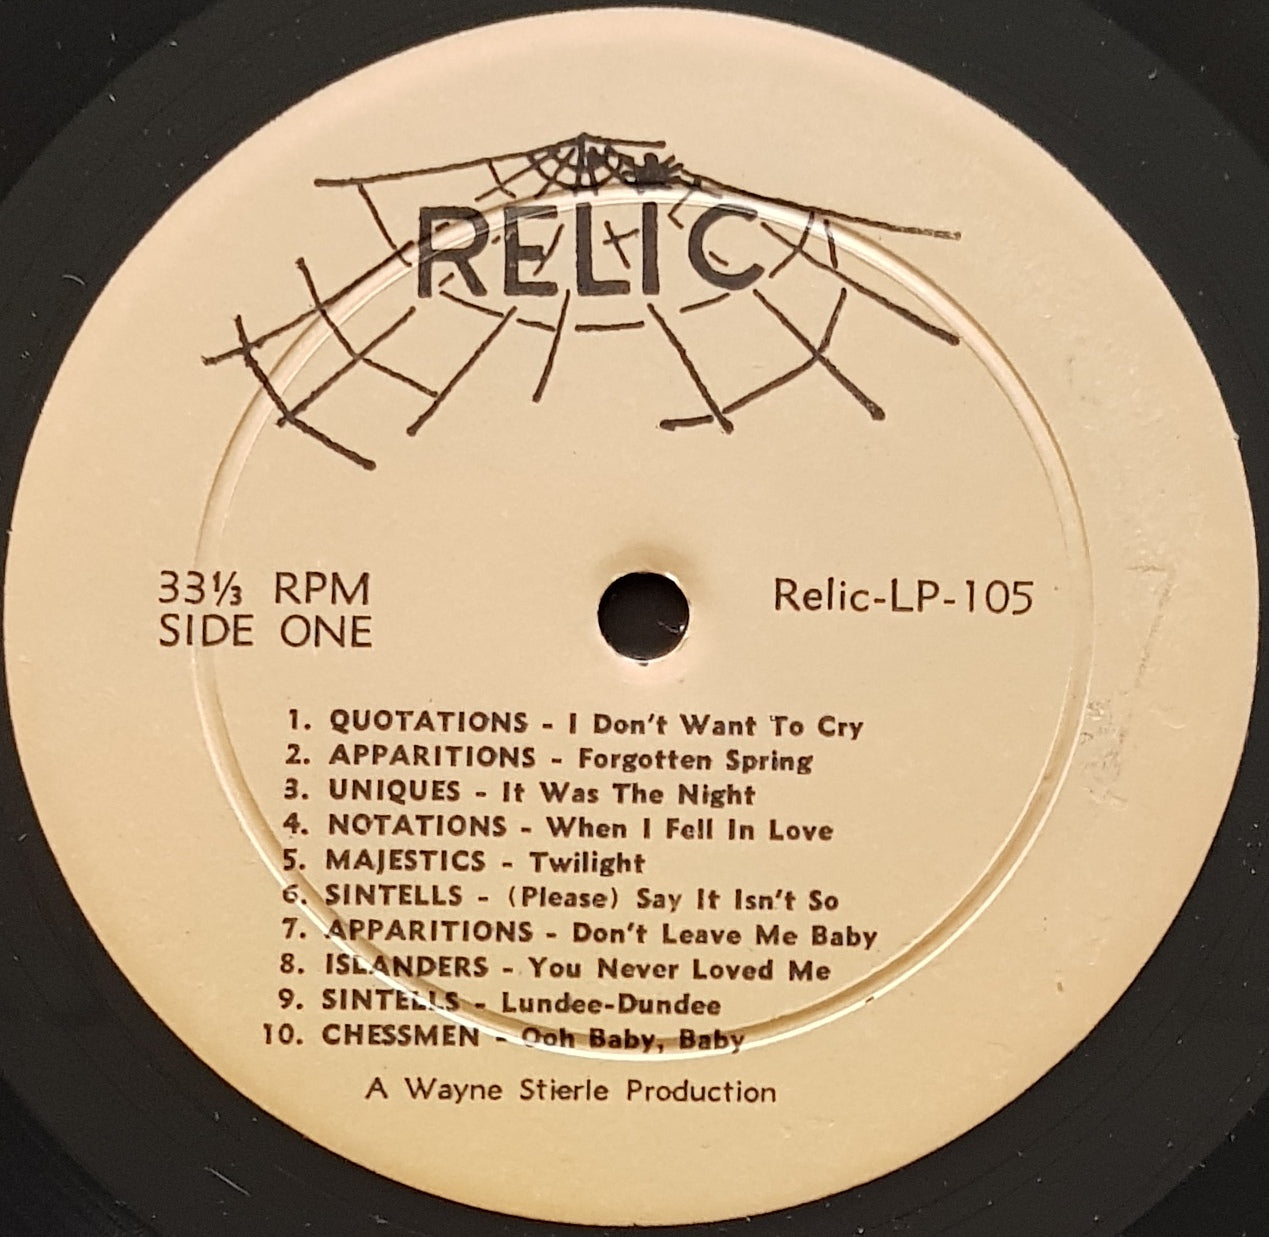 RELIC
33⅓ RPM
SIDE ONE
Relic-LP-105
1. QUOTATIONS - I Don't Want To Cry
2. APPARITIONS - Forgotten Spring
3. UNIQUES - It Was The Night
4. NOTATIONS - When I Fell In Love
5. MAJESTICS - Twilight
6. SINTELLS - (Please) Say It Isn't So
7. APPARITIONS - Don't Leave Me Baby
8. ISLANDERS - You Never Loved Me
9. SINTELLS - Lundee-Dundee
10. CHESSMEN - Ooh Baby, Baby
A Wayne Stierle Production